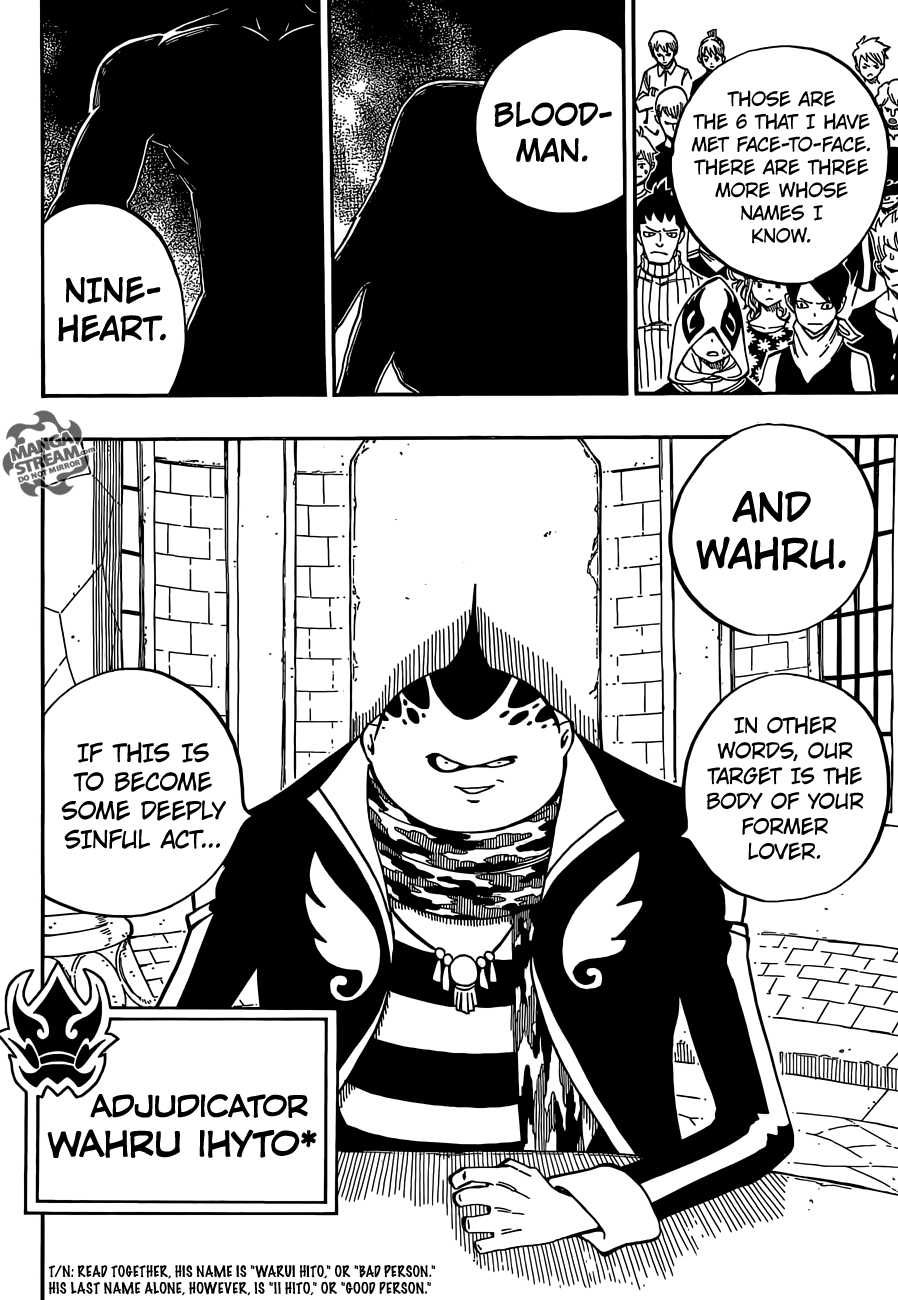 THOSE ARE
THE 6 THAT I HAVE
MET FACE-TO-FACE.
THERE ARE THREE
MORE WHOSE
NAMES I
KNOW.
BLOOD-
MAN.
NINE-
HEART.
MANGA
STREAM.com
DO NOT MIRROR
AND
WAHRU.
IN OTHER
WORDS, OUR
TARGET IS THE
BODY OF YOUR
FORMER
LOVER.
IF THIS IS
TO BECOME
SOME DEEPLY
SINFUL ACT...
ADJUDICATOR
WAHRU IHYTO*
T/N: READ TOGETHER, HIS NAME IS "WARUI HITO," OR "BAD PERSON."
HIS LAST NAME ALONE, HOWEVER, IS "II HITO," OR "GOOD PERSON."